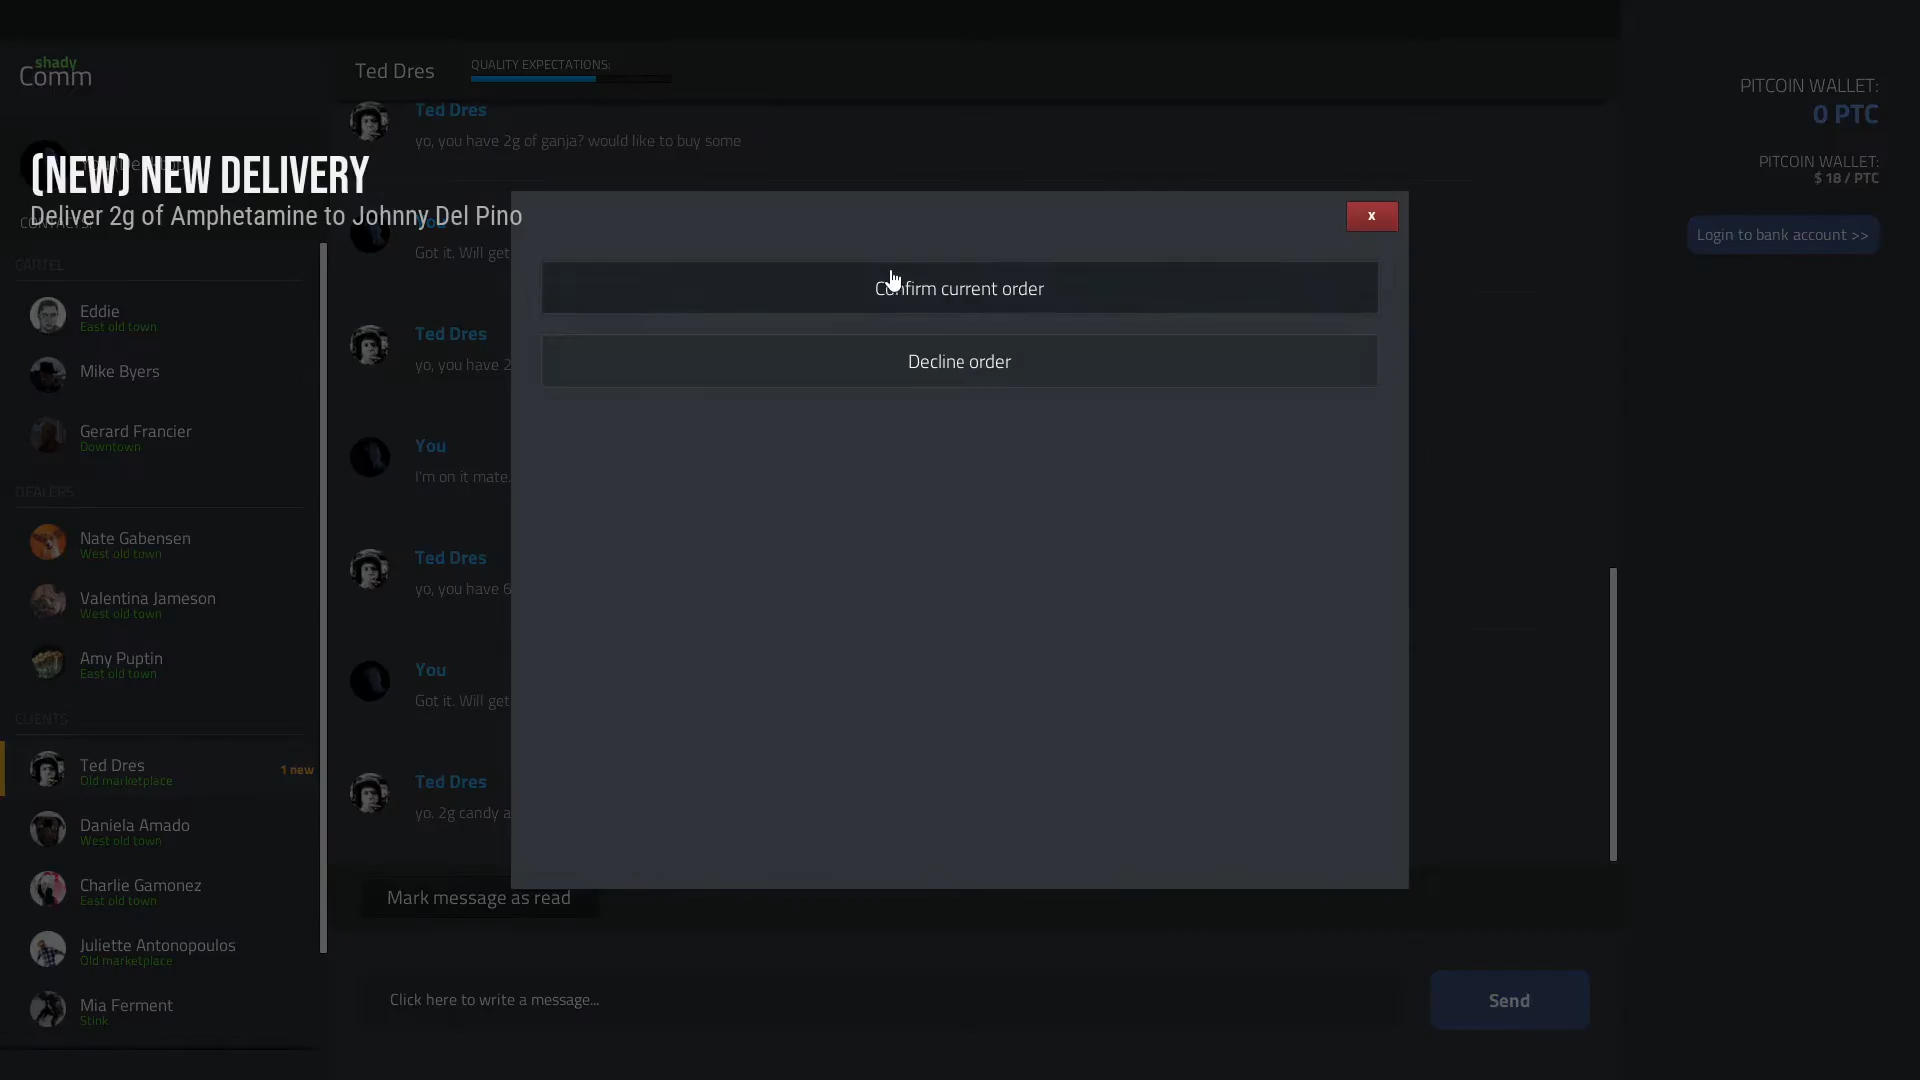 shady
Comm
Ted Dres
QUALITY EXPECTATIONS:
PITCOIN WALLET:
0 PTC
PITCOIN WALLET:
$ 18 / PTC
Login to bank account >>
(NEW) NEW DELIVERY
Deliver 2g of Amphetamine to Johnny Del Pino
CONTACTS:
CARTEL
Eddie
East old town
Mike Byers
Gerard Francier
Downtown
DEALERS
Nate Gabensen
West old town
Valentina Jameson
West old town
Amy Puptin
East old town
CLIENTS
Ted Dres
Old marketplace
1 new
Daniela Amado
West old town
Charlie Gamonez
East old town
Juliette Antonopoulos
Old marketplace
Mia Ferment
Stink
Ted Dres
yo, you have 2g of ganja? would like to buy some
You
Got it. Will get
Ted Dres
yo, you have 2
You
I'm on it mate.
Ted Dres
yo, you have 6
You
Got it. Will get
Ted Dres
yo. 2g candy a
x
Confirm current order
Decline order
Mark message as read
Click here to write a message...
Send